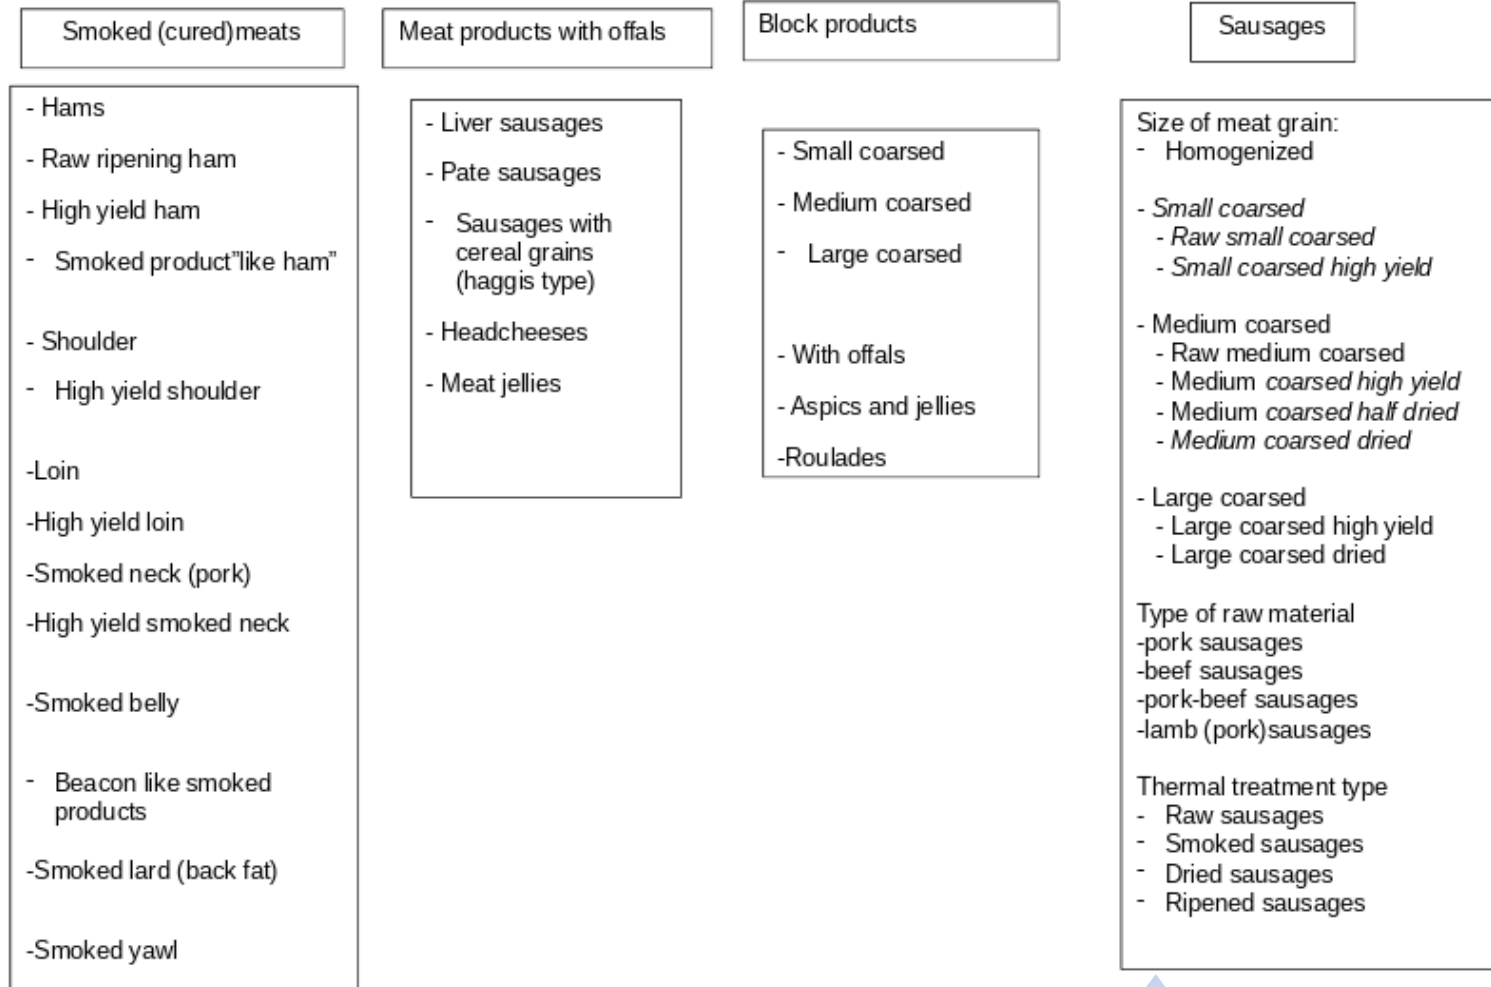 Smoked (cured)meats
- Hams
- Raw ripening ham
- High yield ham
- Smoked product”like ham”
- Shoulder
- High yield shoulder
-Loin
-High yield loin
-Smoked neck (pork)
-High yield smoked neck
-Smoked belly
- Beacon like smoked
products
-Smoked lard (back fat)
-Smoked yawl
Meat products with offals
- Liver sausages
- Pate sausages
- Sausages with
cereal grains
(haggis type)
- Headcheeses
- Meat jellies
Block products
- Small coarsed
- Medium coarsed
- Large coarsed
- With offals
- Aspics and jellies
-Roulades
Sausages
Size of meat grain:
- Homogenized
- Small coarsed
- Raw small coarsed
- Small coarsed high yield
- Medium coarsed
- Raw medium coarsed
- Medium coarsed high yield
- Medium coarsed half dried
- Medium coarsed dried
- Large coarsed
- Large coarsed high yield
- Large coarsed dried
Type of raw material
-pork sausages
-beef sausages
-pork-beef sausages
-lamb (pork)sausages
Thermal treatment type
- Raw sausages
- Smoked sausages
- Dried sausages
- Ripened sausages